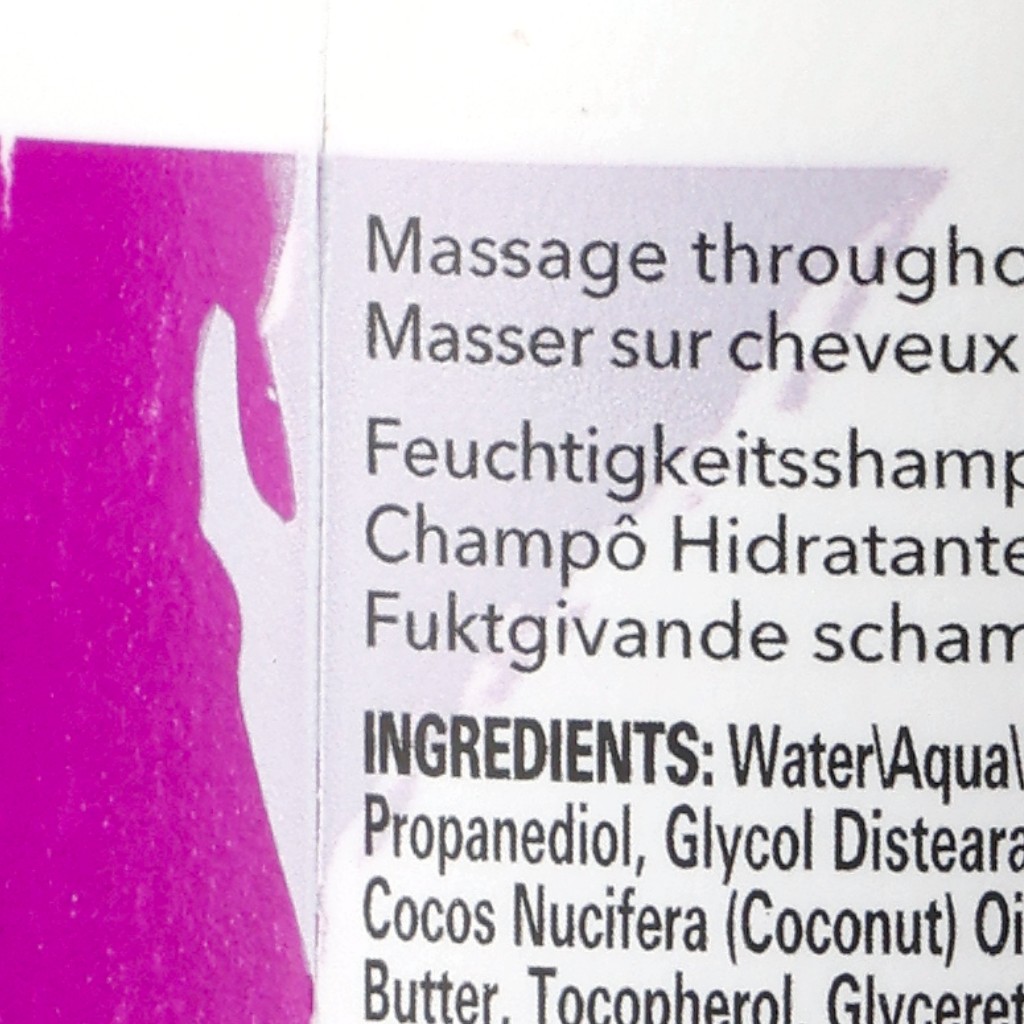 Massage througho
Masser sur cheveux
Feuchtigkeitsshamp
Champô Hidratante
Fuktgivande scham
INGREDIENTS: Water\Aqua\
Propanediol, Glycol Disteara
Cocos Nucifera (Coconut) Oi
Butter, Tocopherol, Glyceret